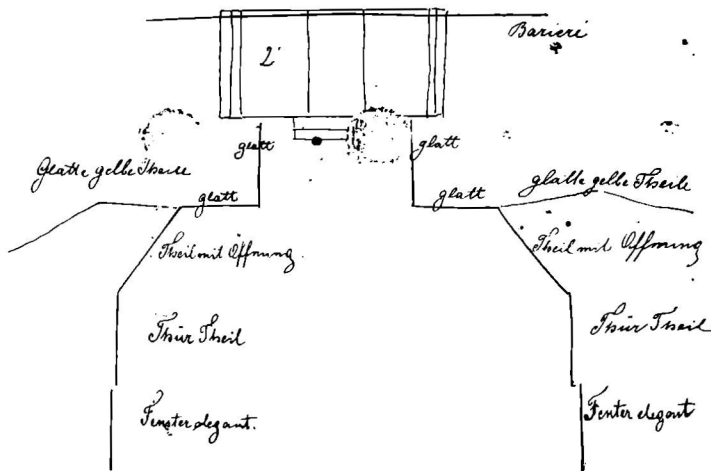 Barieri
2'
glatt
glatt
Glatte gelbe Theile
glatt
glatt
glatte gelbe Theile
Theil mit Öffnung
Theil mit Öffnung
Thür Theil
Thür Theil
Fenster elegant.
Fenter elegant